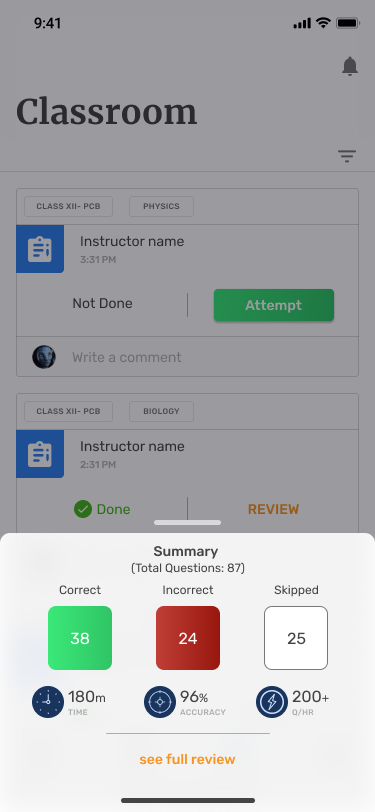 9:41
Classroom
CLASS XII- PCB PHYSICS
Instructor name
3:31 PM
Not Done Attempt
Write a comment
CLASS XII- PCB BIOLOGY
Instructor name
2:31 PM
Done REVIEW
Summary
(Total Questions: 87)
Correct Incorrect Skipped
38 24 25
180m 96% 200+
TIME ACCURACY Q/HR
see full review